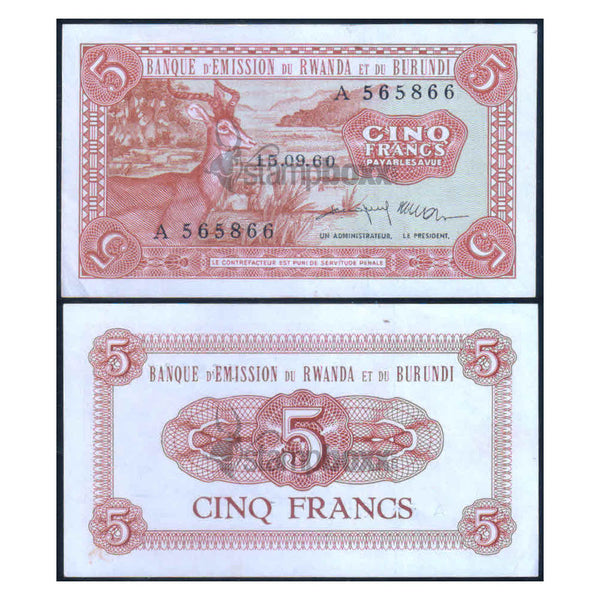 5 BANQUE D'EMISSION DU RWANDA ET DU BURUNDI 5
A 565866
CINQ
FRANCS
PAYABLES A VUE
15.09.60
stampboxx
A 565866
UN ADMINISTRATEUR, LE PRESIDENT.
5 5
LE CONTREFACTEUR EST PUNI DE SERVITUDE PENALE
5 5
BANQUE D'EMISSION DU RWANDA ET DU BURUNDI
5
stampboxx
CINQ FRANCS
5 5